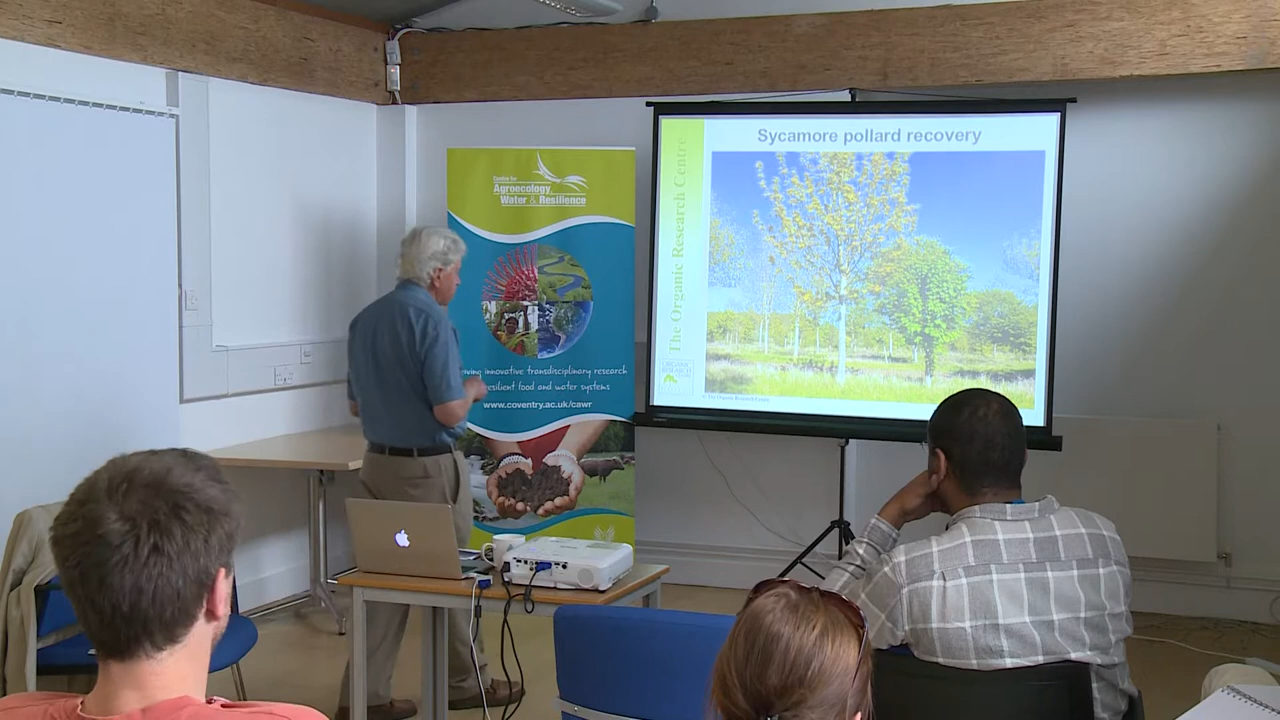 Centre for
Agroecology,
Water & Resilience
innovative transdisciplinary research
resilient food and water systems
www.coventry.ac.uk/cawr
Sycamore pollard recovery
The Organic Research Centre